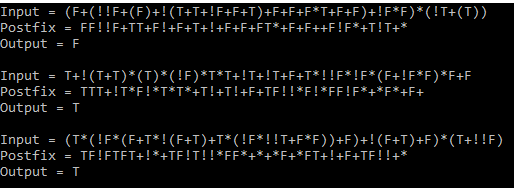 Input = (F+(!!F+(F)+!(T+T+!F+F+T)+F+F+F*T+F+F)+!F*F)*(!T+(T))
Postfix = FF!!F+TT+F!+F+T+!+F+F+FT*+F+F++F!F*+T!T+*
Output = F
Input = T+!(T+T)*(T)*(!F)*T*T+!T+!T+F+T*!!F*!F*(F+!F*F)*F+F
Postfix = TTT+!T*F!*T*T*+T!+T!+F+TF!!*F!*FF!F*+*F*+F+
Output = T
Input = (T*(!F*(F+T*!(F+T)+T*(!F*!!T+F*F))+F)+!(F+T)+F)*(T+!!F)
Postfix = TF!FTFT+!*+TF!T!!*FF*+*+*F+*FT+!+F+TF!!+*
Output = T